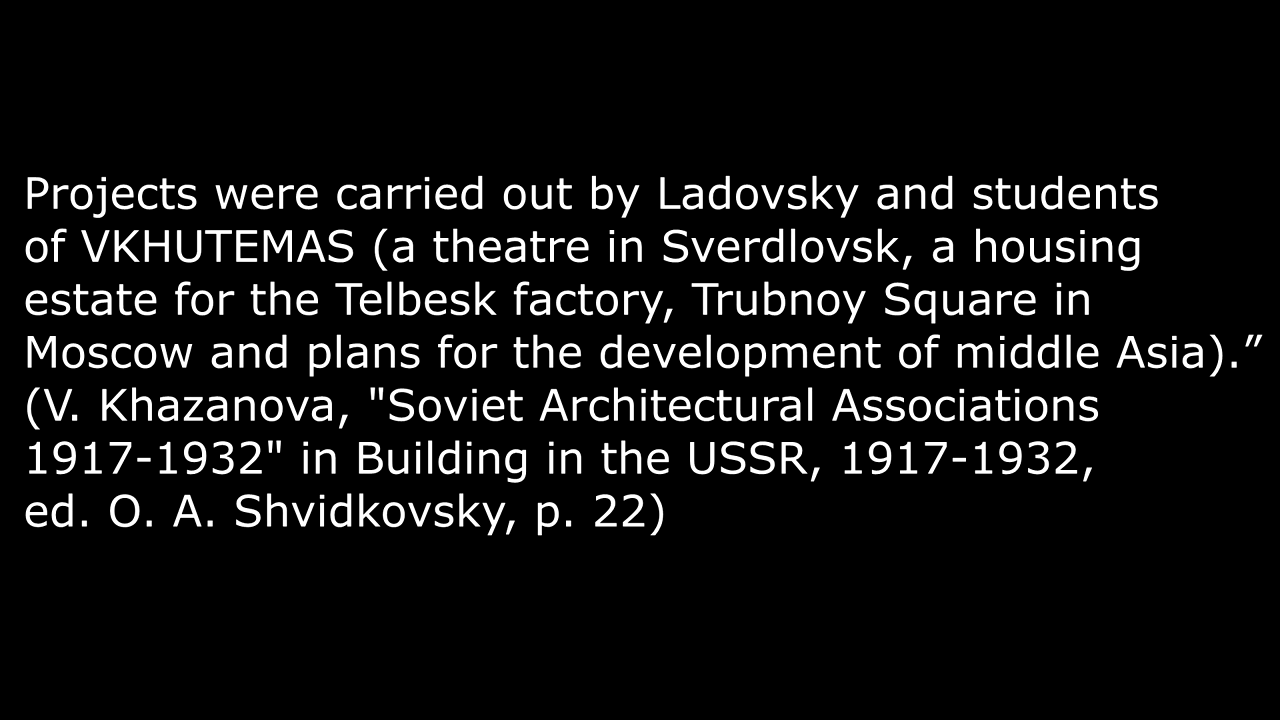 Projects were carried out by Ladovsky and students
of VKHUTEMAS (a theatre in Sverdlovsk, a housing
estate for the Telbesk factory, Trubnoy Square in
Moscow and plans for the development of middle Asia).”
(V. Khazanova, "Soviet Architectural Associations
1917-1932" in Building in the USSR, 1917-1932,
ed. O. A. Shvidkovsky, p. 22)